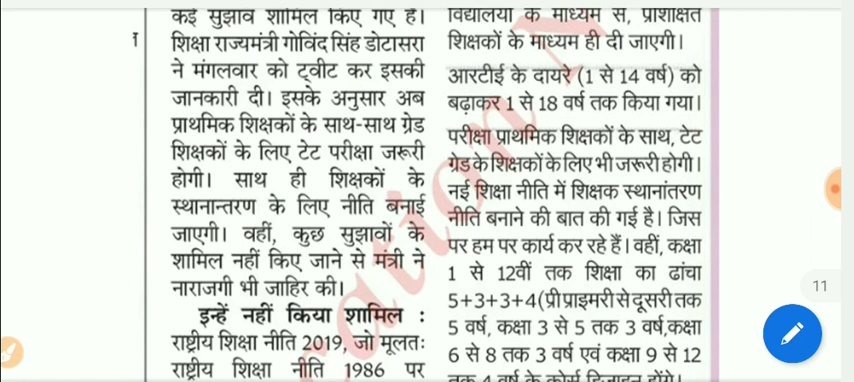 कई सुझाव शामिल किए गए हैं।
शिक्षा राज्यमंत्री गोविंद सिंह डोटासरा
ने मंगलवार को ट्वीट कर इसकी
जानकारी दी। इसके अनुसार अब
प्राथमिक शिक्षकों के साथ-साथ ग्रेड
शिक्षकों के लिए टेट परीक्षा जरूरी
होगी। साथ ही शिक्षकों के
स्थानान्तरण के लिए नीति बनाई
जाएगी। वहीं, कुछ सुझावों के
शामिल नहीं किए जाने से मंत्री ने
नाराजगी भी जाहिर की।
इन्हें नहीं किया शामिल :
राष्ट्रीय शिक्षा नीति 2019, जो मूलतः
राष्ट्रीय शिक्षा नीति 1986 पर
विद्यालयों के माध्यम से, प्रशिक्षित
शिक्षकों के माध्यम ही दी जाएगी।
आरटीई के दायरे (1 से 14 वर्ष) को
बढ़ाकर 1 से 18 वर्ष तक किया गया।
परीक्षा प्राथमिक शिक्षकों के साथ, टेट
ग्रेड के शिक्षकों के लिए भी जरूरी होगी।
नई शिक्षा नीति में शिक्षक स्थानांतरण
नीति बनाने की बात की गई है। जिस
पर हम पर कार्य कर रहे हैं। वहीं, कक्षा
1 से 12वीं तक शिक्षा का ढांचा
5+3+3+4(प्री प्राइमरी से दूसरी तक
5 वर्ष, कक्षा 3 से 5 तक 3 वर्ष,कक्षा
6 से 8 तक 3 वर्ष एवं कक्षा 9 से 12
तक 4 वर्ष के कोर्स डिजाइन होंगे।
11